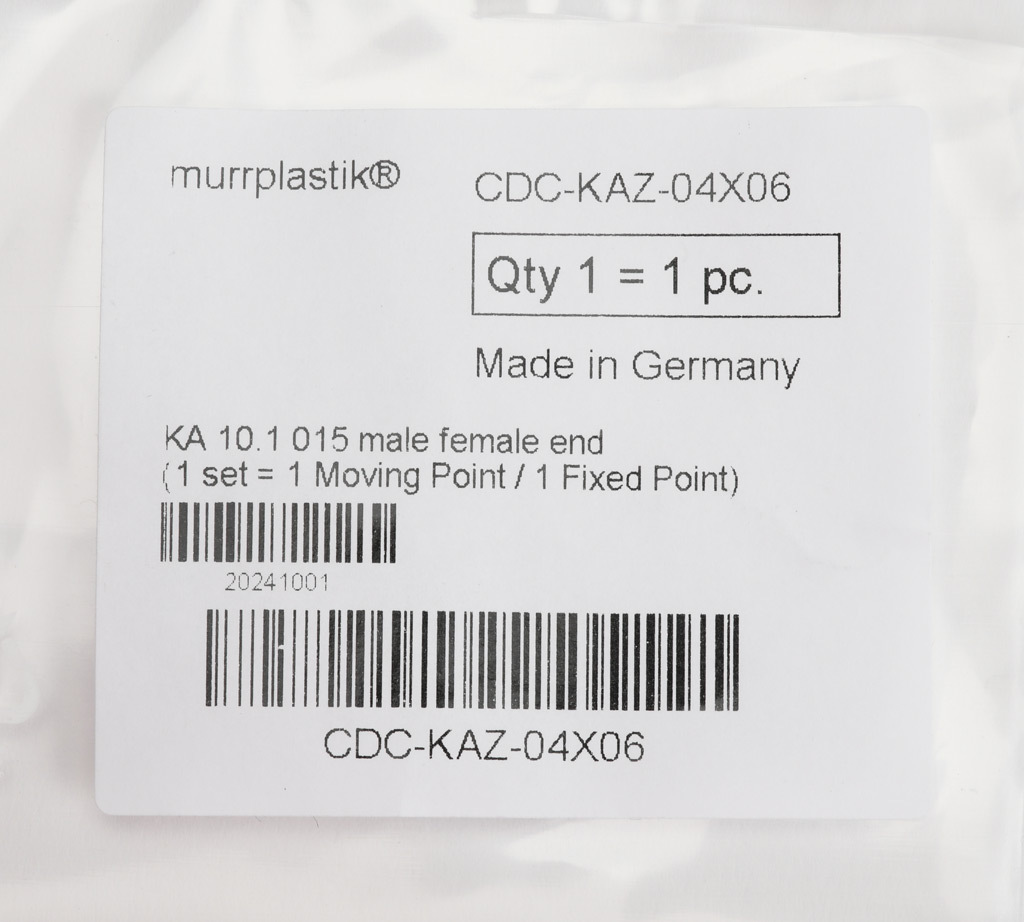 murrplastik®
CDC-KAZ-04X06
Qty 1 = 1 pc.
Made in Germany
KA 10.1 015 male female end
(1 set = 1 Moving Point / 1 Fixed Point)
20241001
CDC-KAZ-04X06